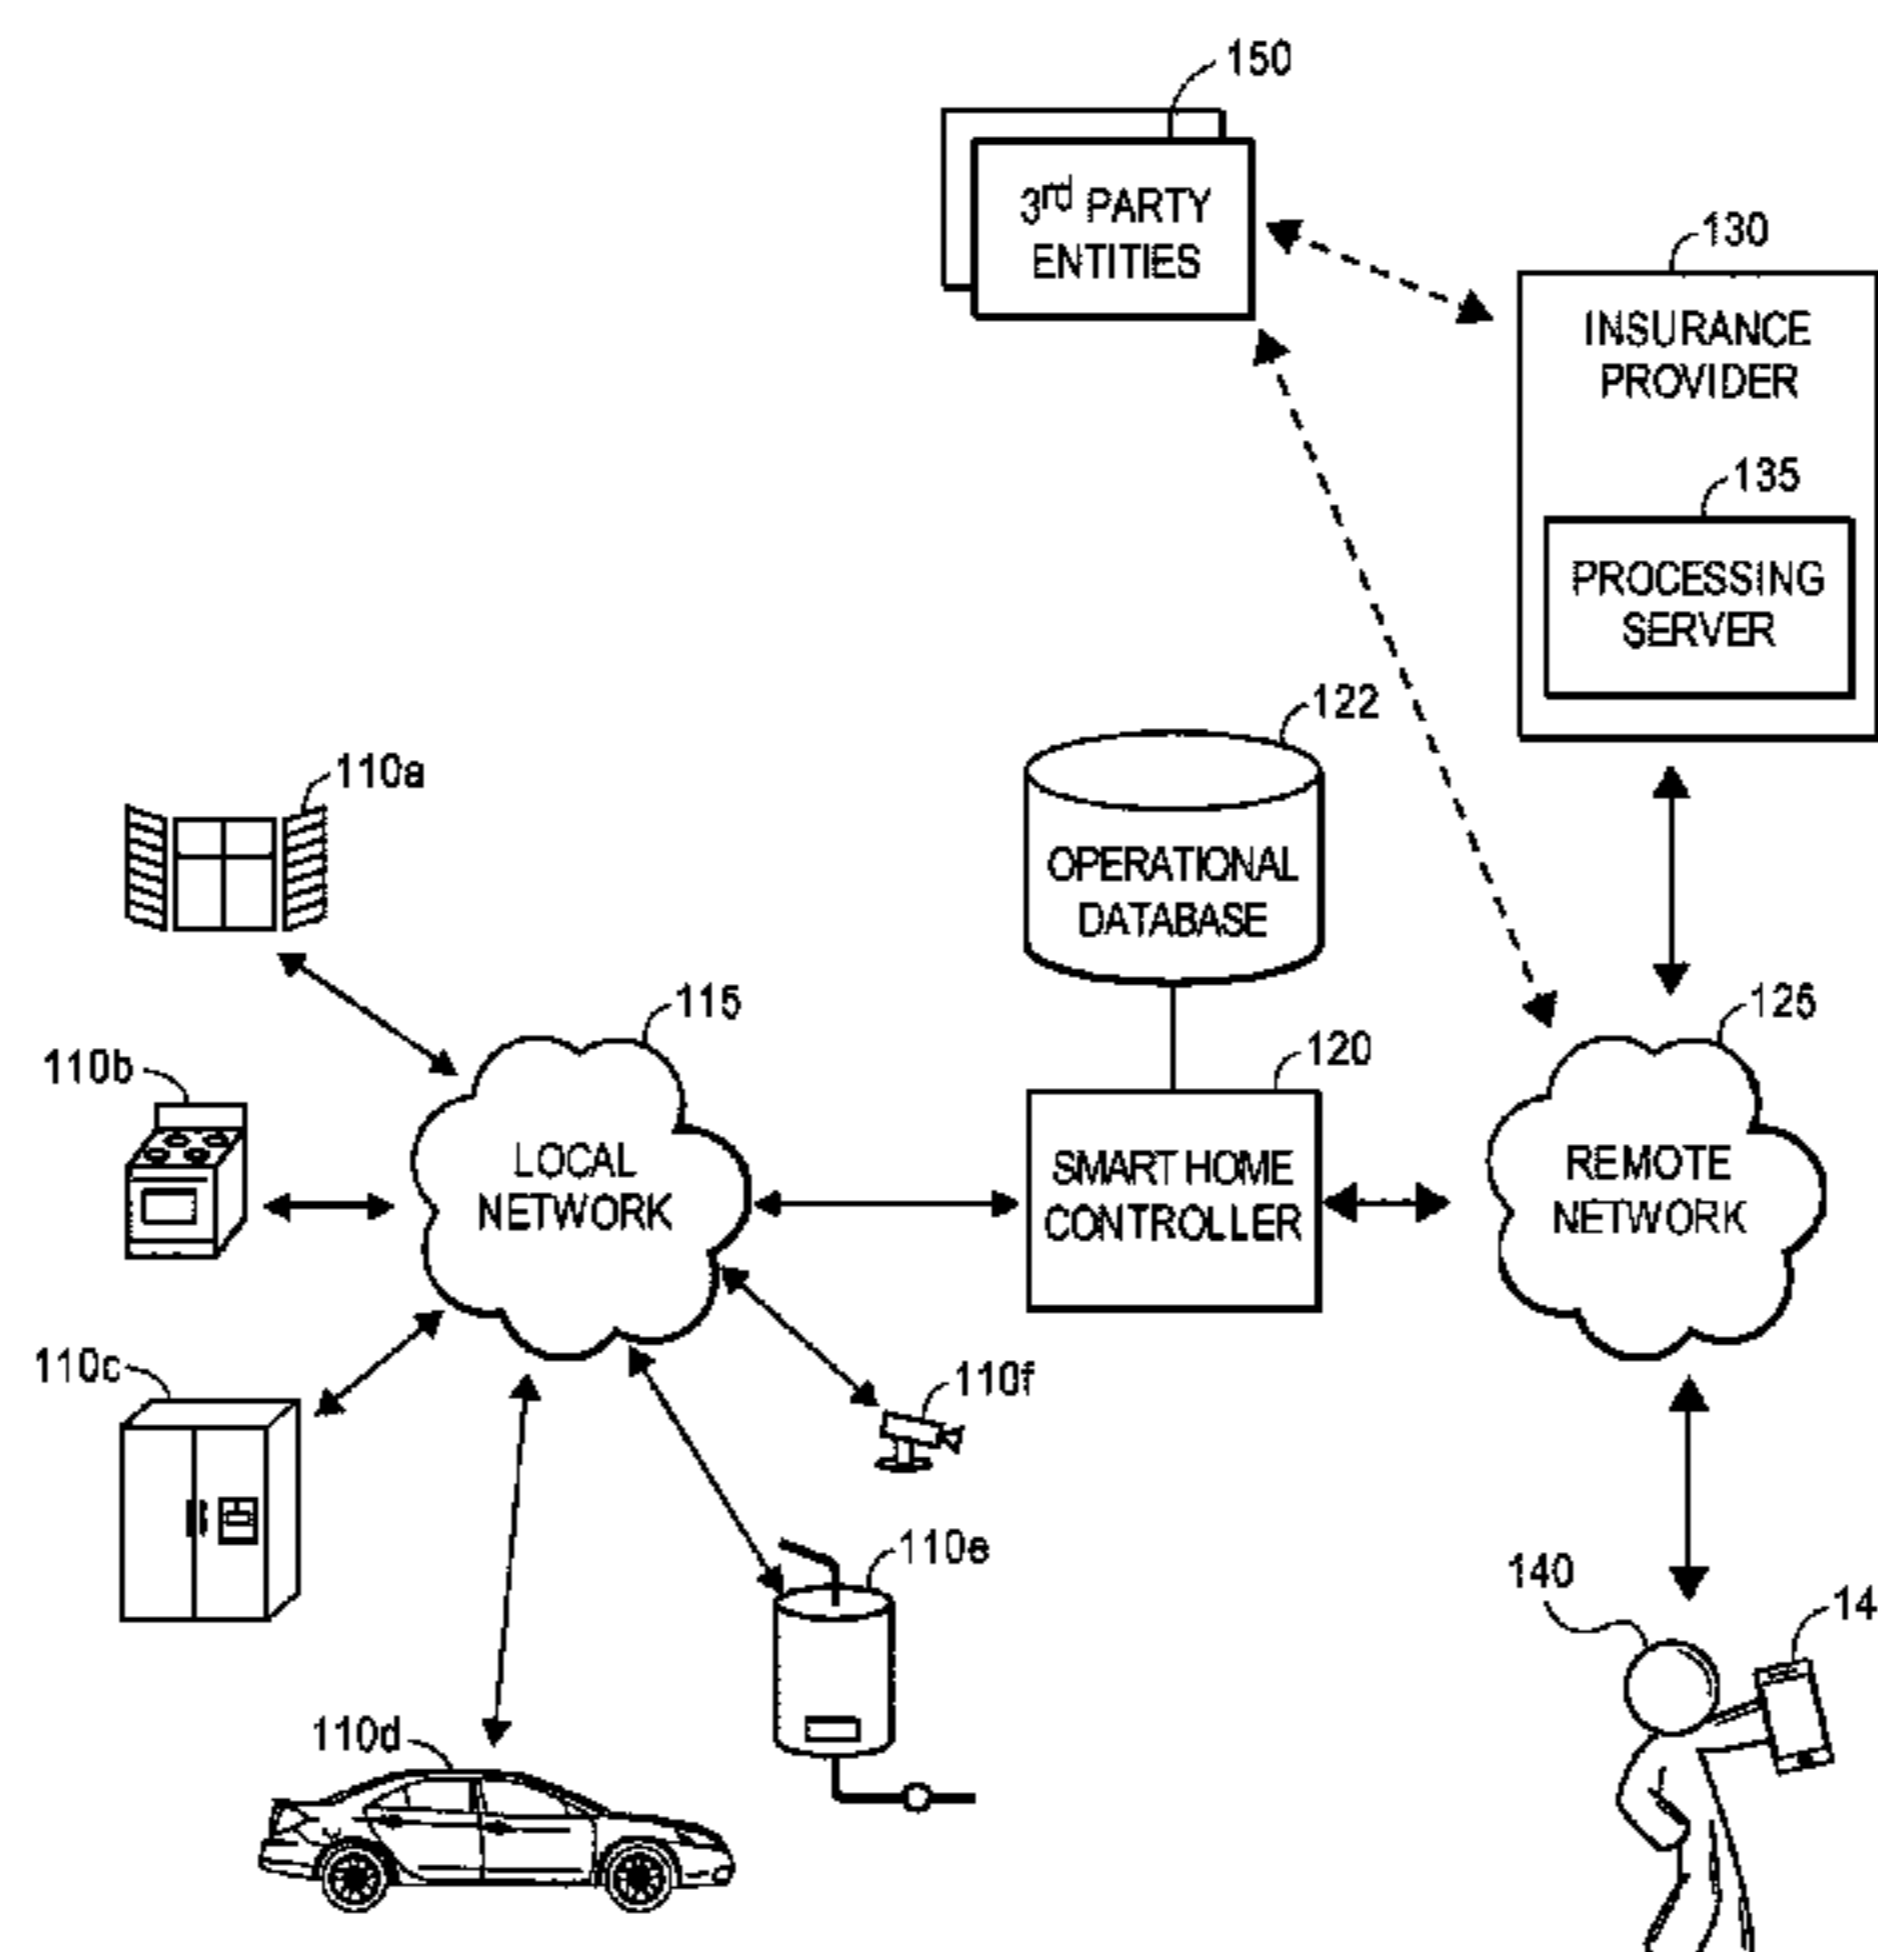 150
3rd PARTY
ENTITIES
130
INSURANCE
PROVIDER
135
PROCESSING
SERVER
122
OPERATIONAL
DATABASE
110a
115
125
110b
120
LOCAL
NETWORK
SMART HOME
CONTROLLER
REMOTE
NETWORK
110c
110f
110e
140
14
110d